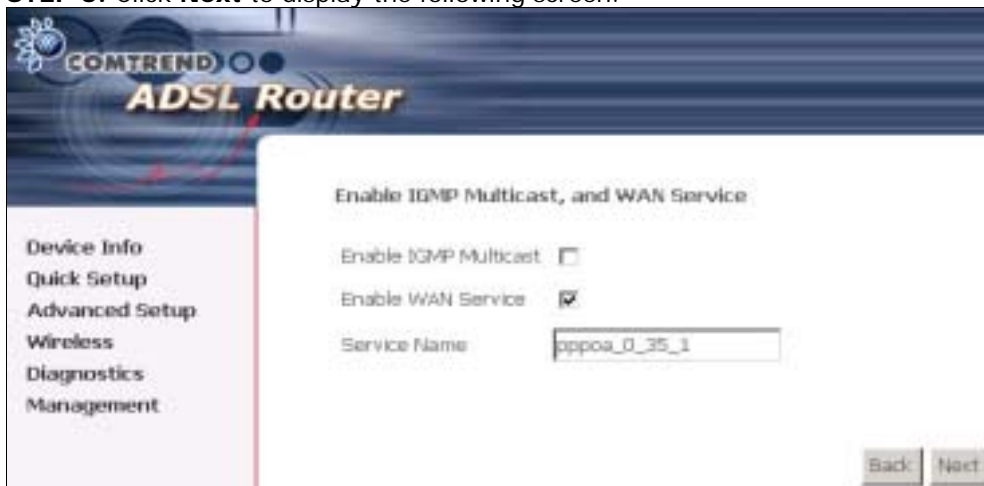 STEP 5: Click Next to display the following screen.
COMTREND
ADSL Router
Enable IGMP Multicast, and WAN Service
Device Info
Quick Setup
Advanced Setup
Wireless
Diagnostics
Management
Enable IGMP Multicast
Enable WAN Service
Service Name
pppoa_0_35_1
Back
Next